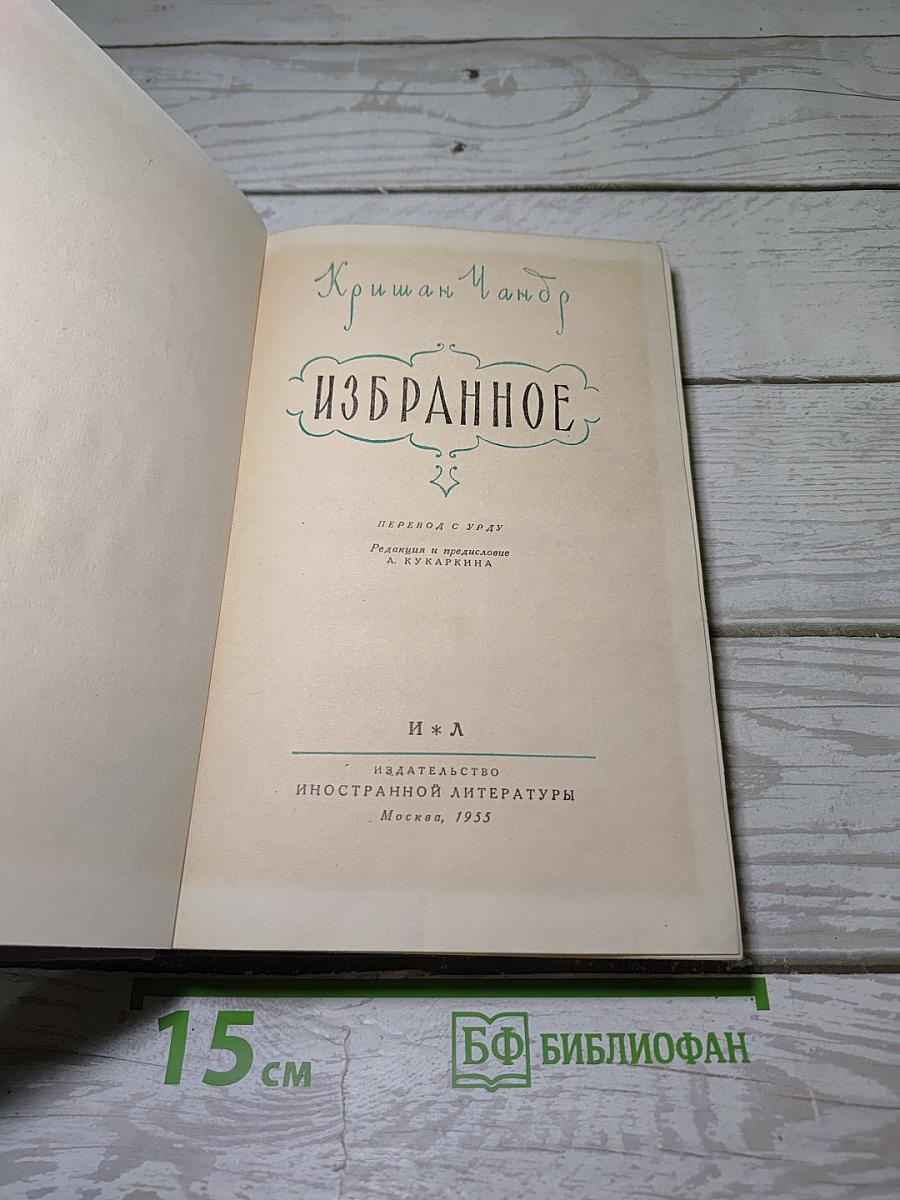 Кришан Чандр
ИЗБРАННОЕ
ПЕРЕВОД С УРДУ
Редакция и предисловие
А. КУКАРКИНА
И * Л
ИЗДАТЕЛЬСТВО
ИНОСТРАННОЙ ЛИТЕРАТУРЫ
Москва, 1955
15 см
БФ БИБЛИОФАН